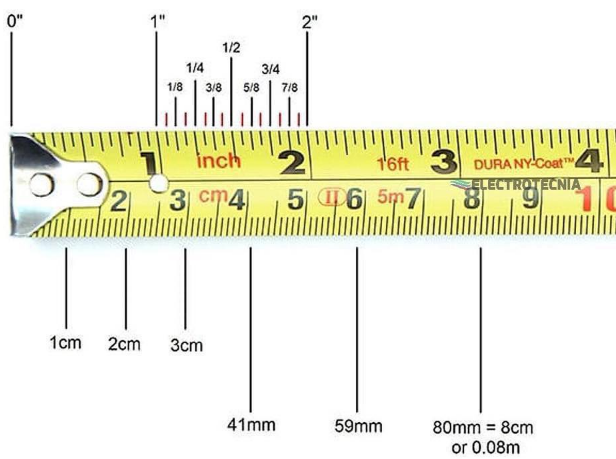 0" 1" 2"
1/2
1/4 3/4
1/8 3/8 5/8 7/8
1 inch 2 16ft 3 DURA NY-Coat™ 4
ELECTROTECNIA
2 3 cm 4 5 II 6 5m 7 8 9 10
1cm 2cm 3cm
41mm 59mm 80mm = 8cm
or 0.08m